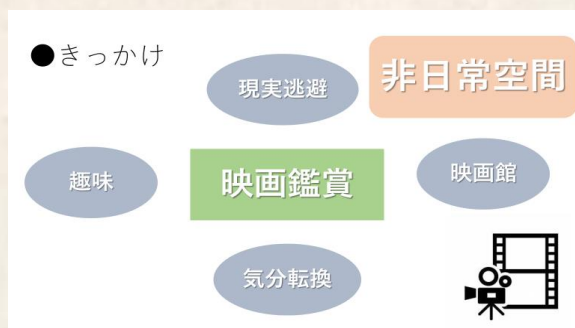 ●きっかけ
現実逃避
非日常空間
趣味
映画鑑賞
映画館
気分転換